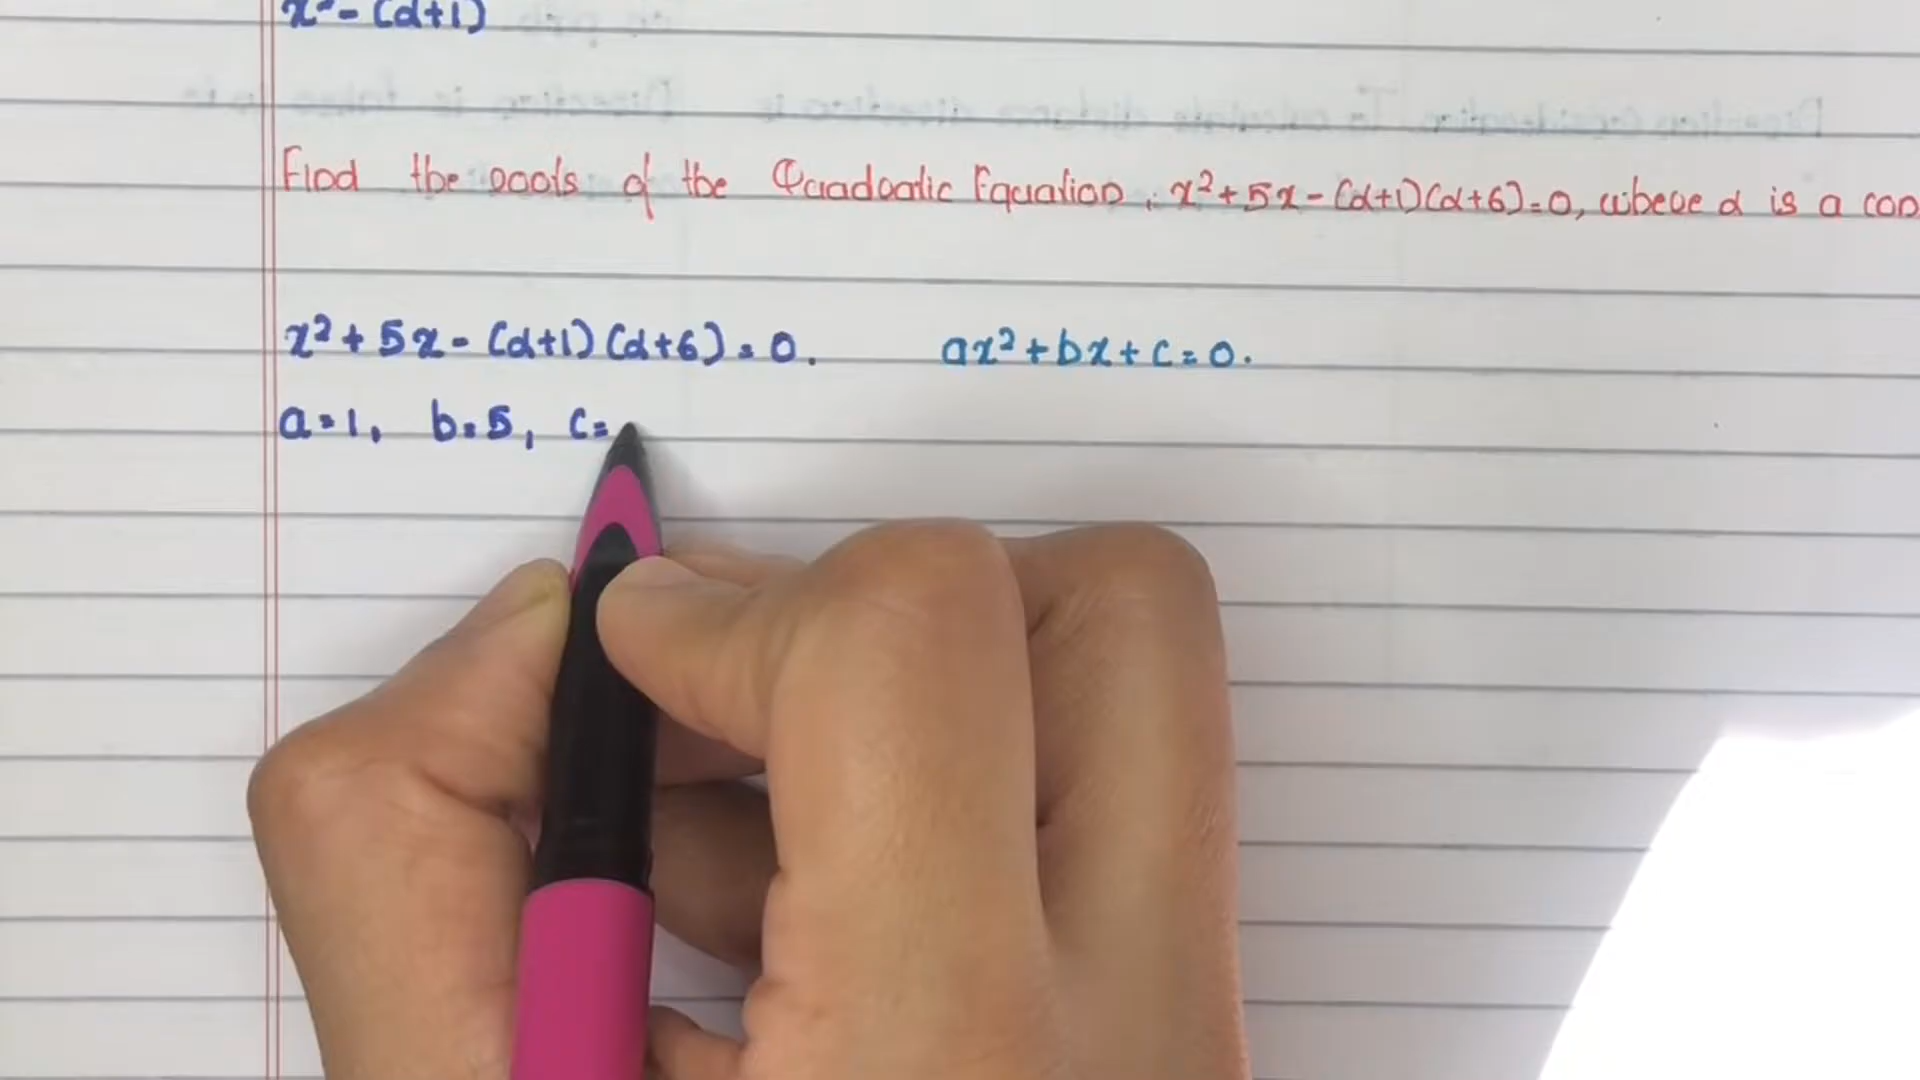 x² - (α+1)
Find the roots of the Quadratic Equation, x²+5x-(α+1)(α+6)=0, where α is a con
x²+5x-(α+1)(α+6)=0. ax²+bx+c=0.
a=1, b=5, c=